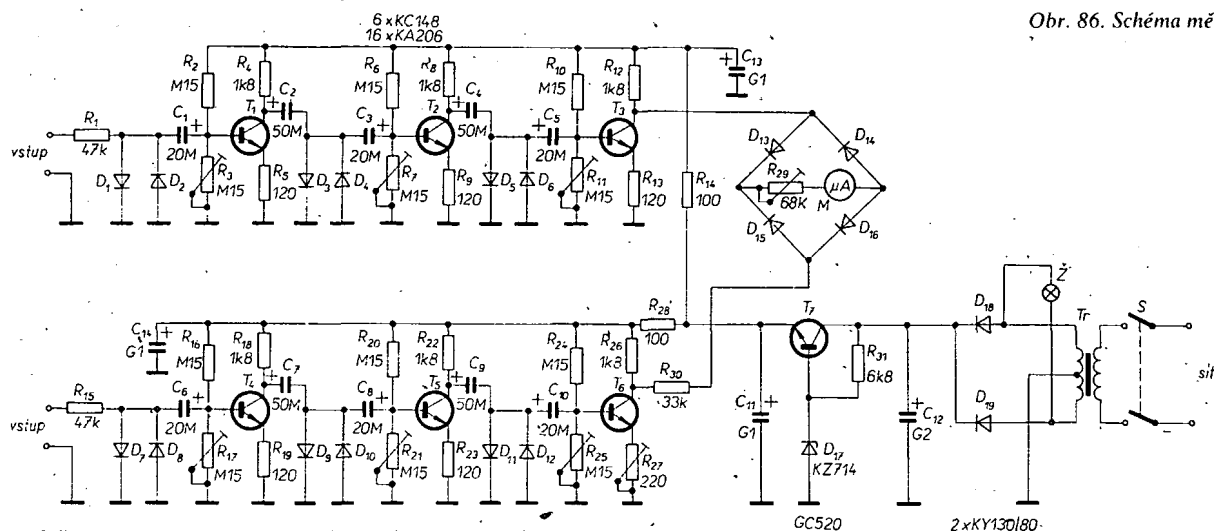 6 x KC148
16 x KA206
Obr. 86. Schéma mě
R2
M15
R4
1k8
T1
C2
50M
R6
M15
R8
1k8
T2
C4
50M
R10
M15
R12
1k8
T3
C13
G1
vstup
R1
47k
C1
20M
D1
D2
R3
M15
R5
120
D3
D4
C3
20M
R7
M15
R9
120
D5
D6
C5
20M
R11
M15
R13
120
R14
100
D13
D14
R29
68k
μA
M
D15
D16
C14
G1
R16
M15
R18
1k8
T4
C7
50M
R20
M15
R22
1k8
T5
C9
50M
R24
M15
R26
1k8
T6
R28
100
R30
33k
vstup
R15
47k
C6
20M
D7
D8
R17
M15
R19
120
D9
D10
C8
20M
R21
M15
R23
120
D11
D12
C10
20M
R25
M15
R27
220
T7
R31
6k8
C11
G1
D17
KZ714
C12
G2
D18
D19
Ž
Tr
S
síť
GC520
2 x KY130/80